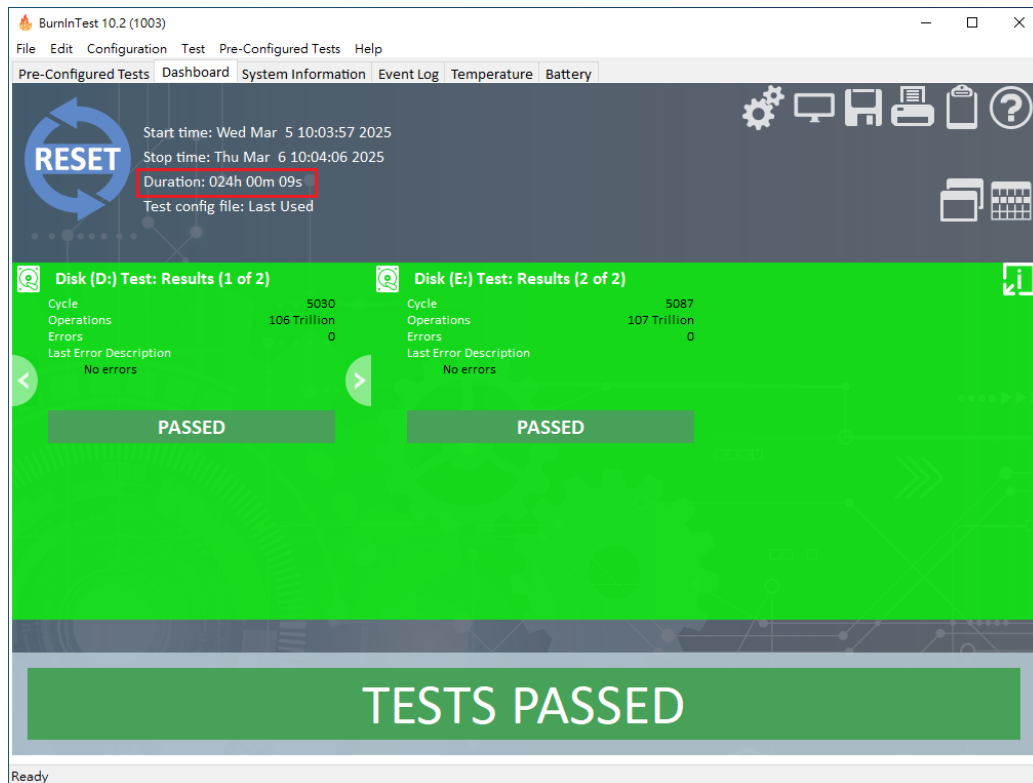 BurnInTest 10.2 (1003)
File Edit Configuration Test Pre-Configured Tests Help
Pre-Configured Tests Dashboard System Information Event Log Temperature Battery
RESET
Start time: Wed Mar  5 10:03:57 2025
Stop time: Thu Mar  6 10:04:06 2025
Duration: 024h 00m 09s
Test config file: Last Used
Disk (D:) Test: Results (1 of 2)
Cycle 5030
Operations 106 Trillion
Errors 0
Last Error Description
No errors
PASSED
Disk (E:) Test: Results (2 of 2)
Cycle 5087
Operations 107 Trillion
Errors 0
Last Error Description
No errors
PASSED
TESTS PASSED
Ready